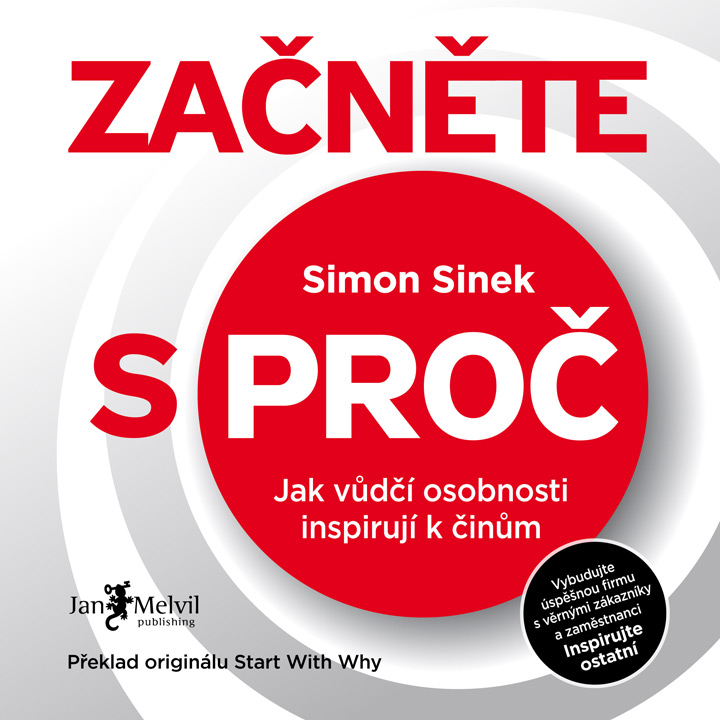 ZAČNĚTE
Simon Sinek
S PROČ
Jak vůdčí osobnosti
inspirují k činům
Vybudujte
úspěšnou firmu
s věrnými zákazníky
a zaměstnanci
Inspirujte
ostatní
Jan Melvil
publishing
Překlad originálu Start With Why